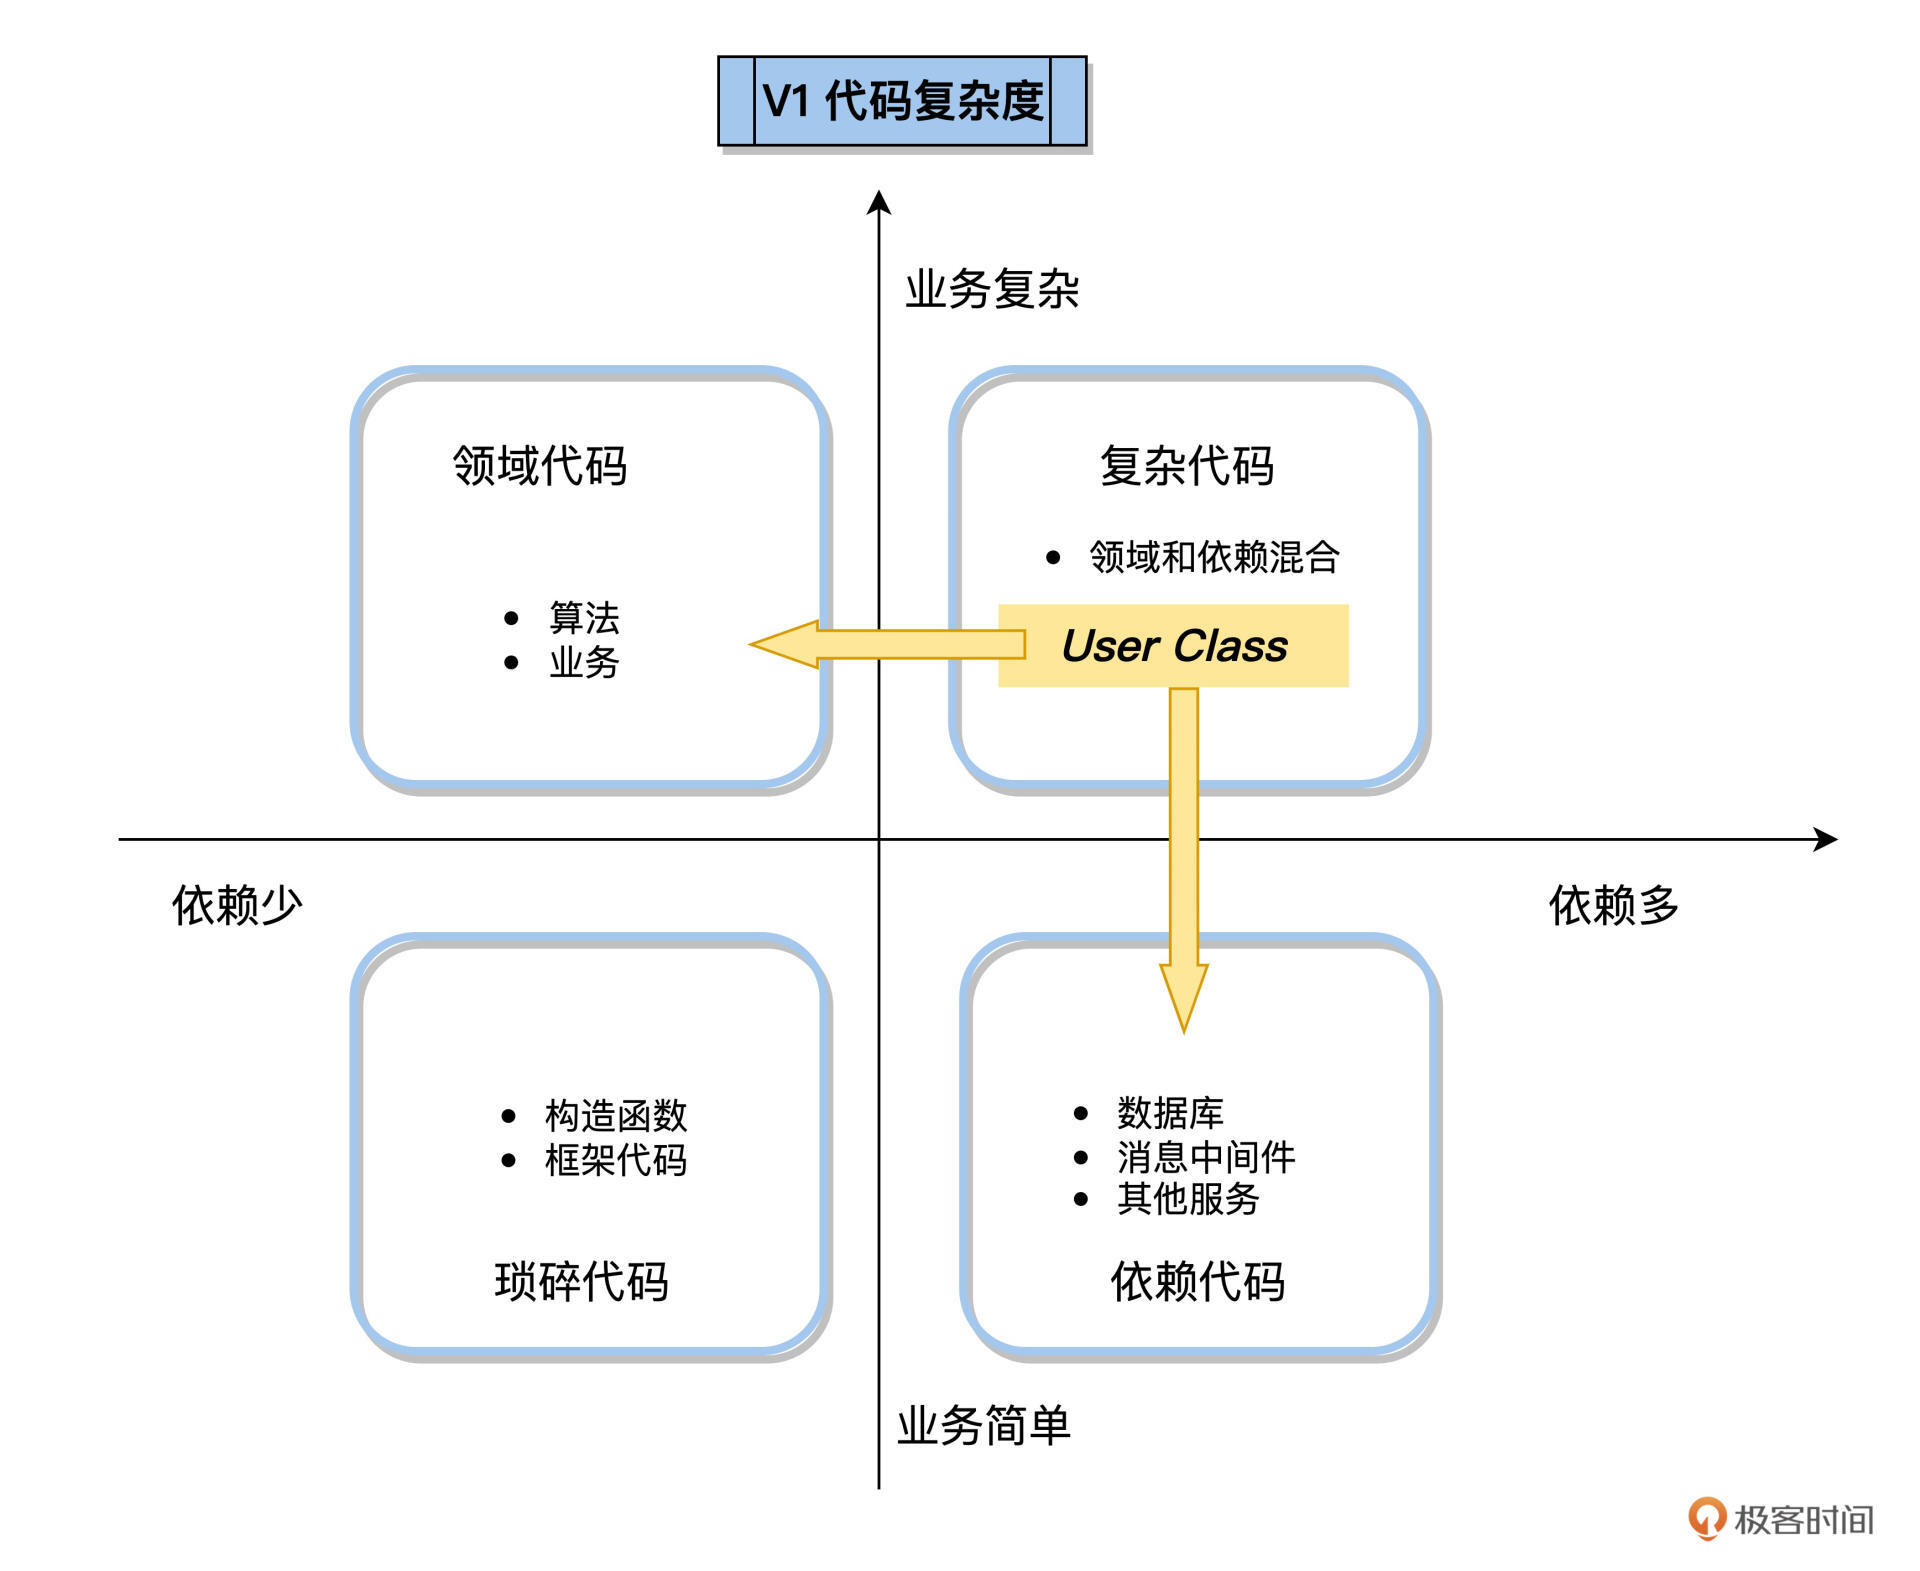 V1 代码复杂度
业务复杂
领域代码
算法
业务
复杂代码
领域和依赖混合
User Class
依赖少
依赖多
构造函数
框架代码
琐碎代码
数据库
消息中间件
其他服务
依赖代码
业务简单
极客时间